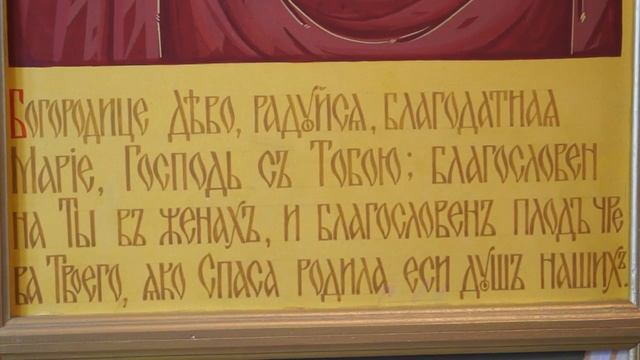 Богородице Дѣво, радуйся, благодатная
Марїе, Господь съ Тобою; благословен
на Ты въ женахъ, и благословенъ плодъ чре
ва Твоего, яко Спаса родила еси душъ нашихъ.